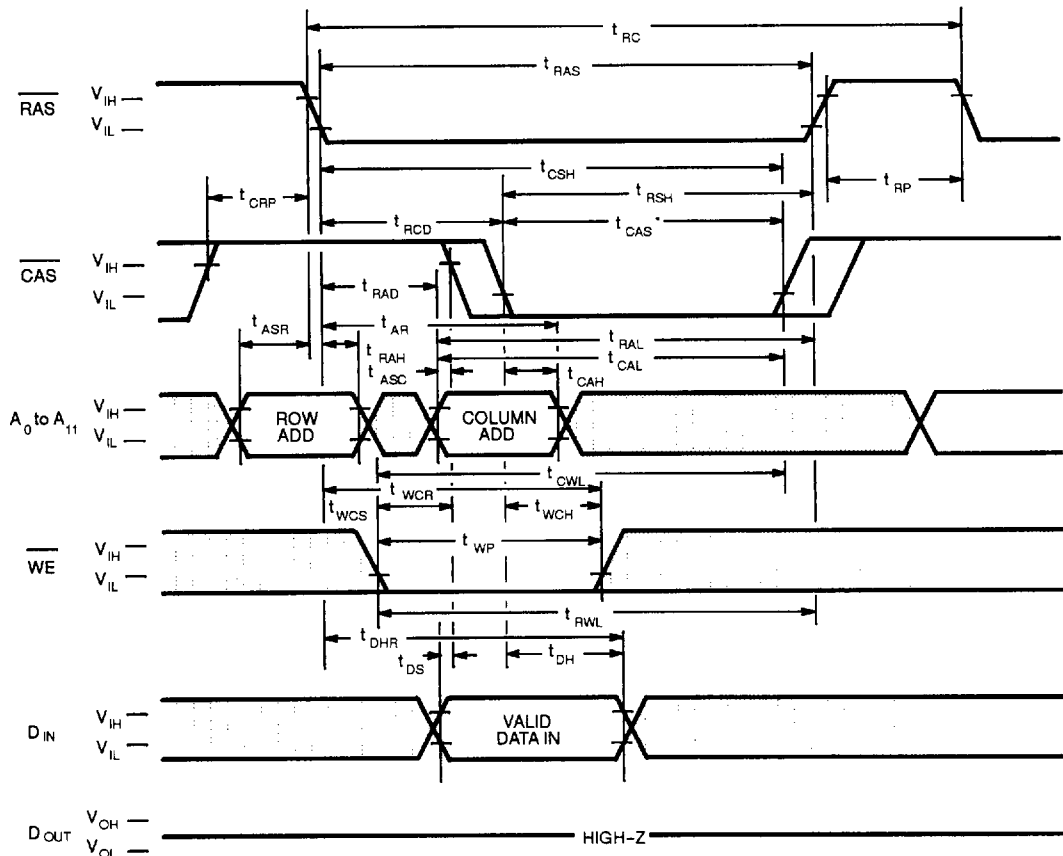 t RC
t RAS
RAS
V IH
V IL
t CSH
t RSH
t RP
t CRP
t RCD
t CAS*
CAS
V IH
V IL
t RAD
t AR
t ASR
t RAH
t RAL
t CAL
t ASC
t CAH
A0 to A11
V IH
V IL
ROW
ADD
COLUMN
ADD
t CWL
t WCR
t WCS
t WCH
WE
V IH
V IL
t WP
t RWL
t DHR
t DS
t DH
D IN
V IH
V IL
VALID
DATA IN
D OUT
V OH
V OL
HIGH-Z